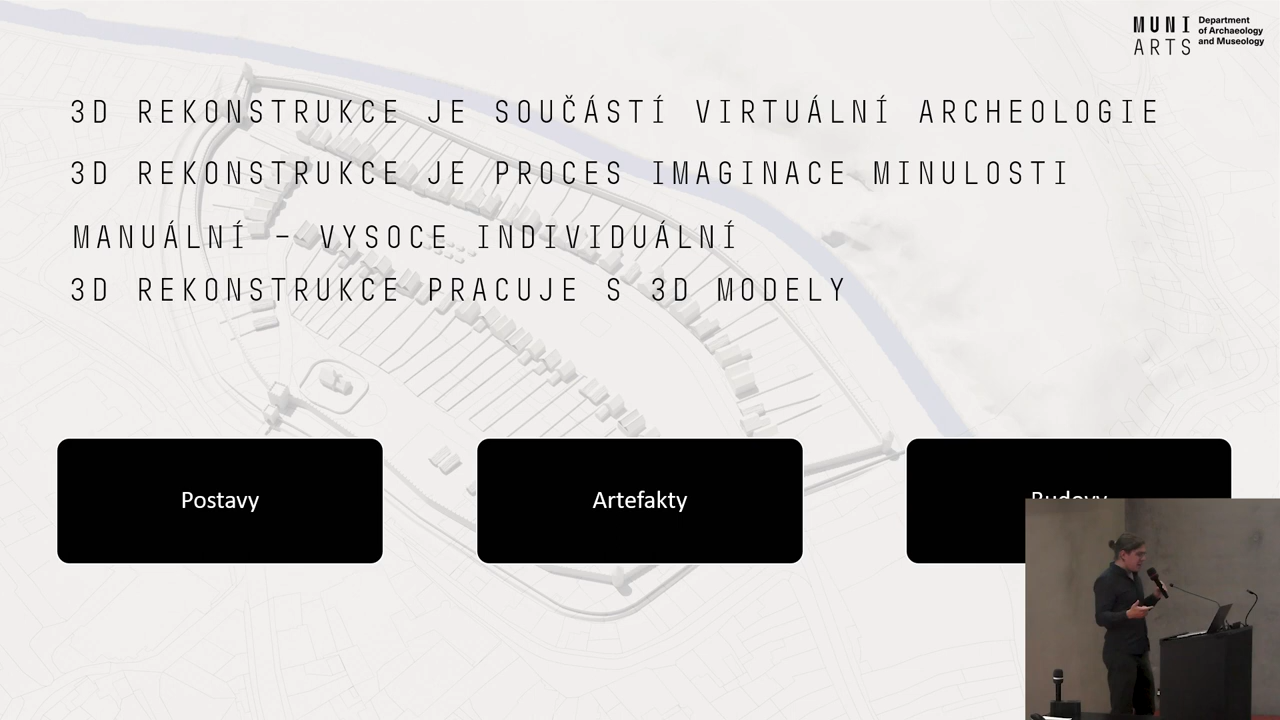 MUNI
ARTS
Department
of Archaeology
and Museology
3D REKONSTRUKCE JE SOUČÁSTÍ VIRTUÁLNÍ ARCHEOLOGIE
3D REKONSTRUKCE JE PROCES IMAGINACE MINULOSTI
MANUÁLNÍ – VYSOCE INDIVIDUÁLNÍ
3D REKONSTRUKCE PRACUJE S 3D MODELY
Postavy
Artefakty
Budovy